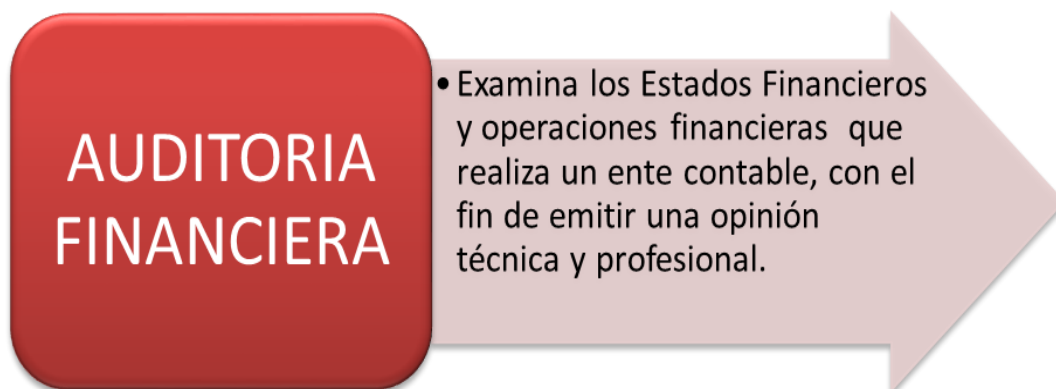 AUDITORIA
FINANCIERA
• Examina los Estados Financieros
y operaciones financieras que
realiza un ente contable, con el
fin de emitir una opinión
técnica y profesional.